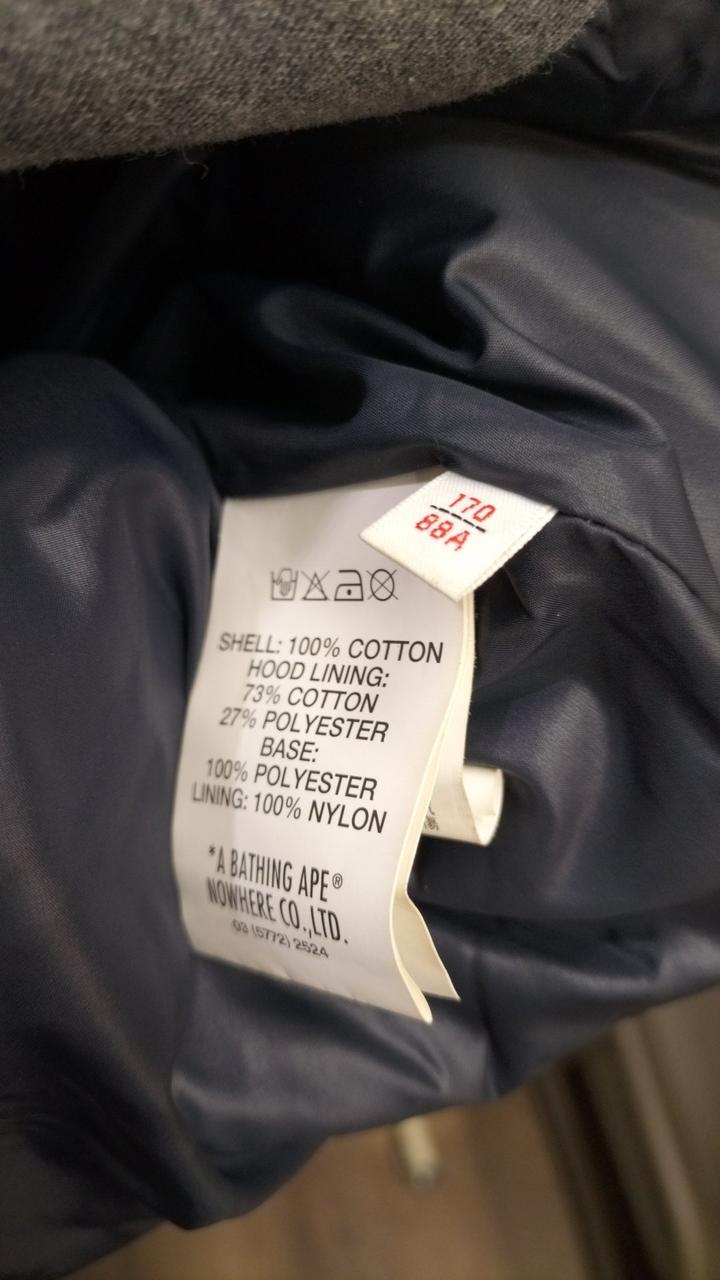 170
88A
SHELL: 100% COTTON
HOOD LINING:
73% COTTON
27% POLYESTER
BASE:
100% POLYESTER
LINING: 100% NYLON
*A BATHING APE®
NOWHERE CO.,LTD.
03 (5772) 2524